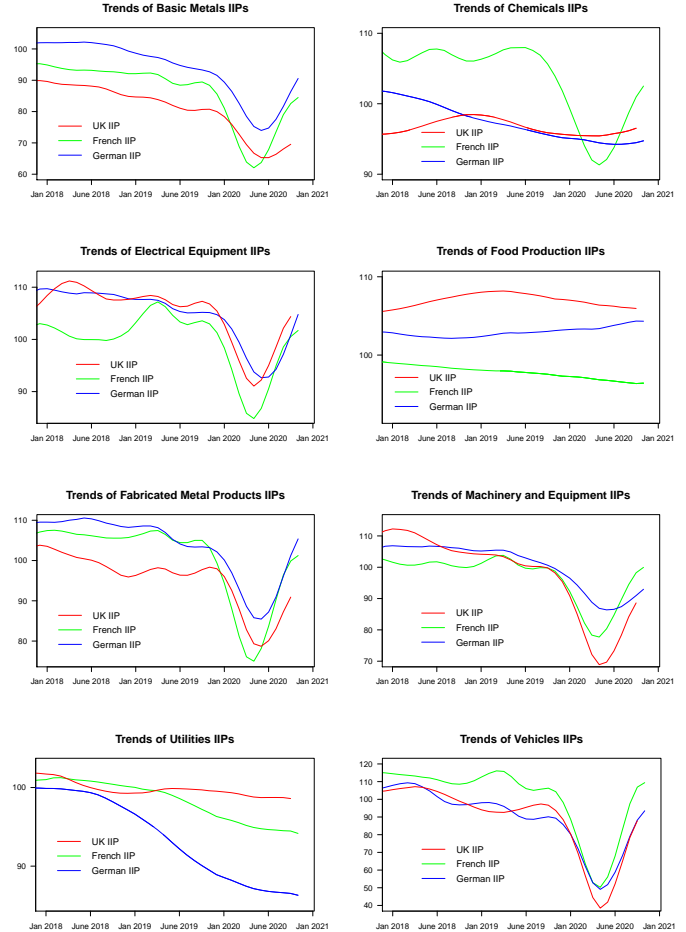 Trends of Basic Metals IIPs
100
90
80
70
60
UK IIP
French IIP
German IIP
Jan 2018 June 2018 Jan 2019 June 2019 Jan 2020 June 2020 Jan 2021
Trends of Chemicals IIPs
110
100
90
UK IIP
French IIP
German IIP
Jan 2018 June 2018 Jan 2019 June 2019 Jan 2020 June 2020 Jan 2021
Trends of Electrical Equipment IIPs
110
100
90
UK IIP
French IIP
German IIP
Jan 2018 June 2018 Jan 2019 June 2019 Jan 2020 June 2020 Jan 2021
Trends of Food Production IIPs
110
100
UK IIP
French IIP
German IIP
Jan 2018 June 2018 Jan 2019 June 2019 Jan 2020 June 2020 Jan 2021
Trends of Fabricated Metal Products IIPs
110
100
90
80
UK IIP
French IIP
German IIP
Jan 2018 June 2018 Jan 2019 June 2019 Jan 2020 June 2020 Jan 2021
Trends of Machinery and Equipment IIPs
110
100
90
80
70
UK IIP
French IIP
German IIP
Jan 2018 June 2018 Jan 2019 June 2019 Jan 2020 June 2020 Jan 2021
Trends of Utilities IIPs
100
90
UK IIP
French IIP
German IIP
Jan 2018 June 2018 Jan 2019 June 2019 Jan 2020 June 2020 Jan 2021
Trends of Vehicles IIPs
120
110
100
90
80
70
60
50
40
UK IIP
French IIP
German IIP
Jan 2018 June 2018 Jan 2019 June 2019 Jan 2020 June 2020 Jan 2021